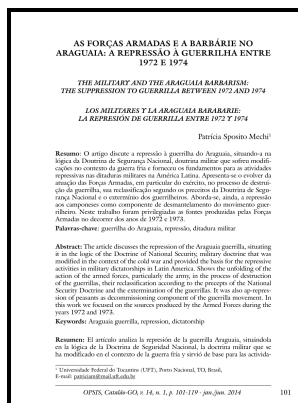 AS FORÇAS ARMADAS E A BARBÁRIE NO
ARAGUAIA: A REPRESSÃO À GUERRILHA ENTRE
1972 E 1974
THE MILITARY AND THE ARAGUAIA BARBARISM:
THE SUPPRESSION TO GUERRILLA BETWEEN 1972 AND 1974
LOS MILITARES Y LA ARAGUAIA BARABARIE:
LA REPRESIÓN DE GUERRILLA ENTRE 1972 Y 1974
Patrícia Sposito Mechi¹
Resumo: O artigo discute a repressão à guerrilha do Araguaia, situando-a na
lógica da Doutrina de Segurança Nacional, doutrina militar que sofreu modifi-
cações no contexto da guerra fria e forneceu os fundamentos para as atividades
repressivas nas ditaduras militares na América Latina. Apresenta-se o evolver da
atuação das Forças Armadas, em particular do exército, no processo de destrui-
ção da guerrilha, sua reclassificação segundo os preceitos da Doutrina de Segu-
rança Nacional e o extermínio dos guerrilheiros. Aborda-se, ainda, a repressão
aos camponeses como componente de desmantelamento do movimento guer-
rilheiro. Neste trabalho foram privilegiadas as fontes produzidas pelas Forças
Armadas no decorrer dos anos de 1972 e 1973.
Palavras-chave: guerrilha do Araguaia, repressão, ditadura militar
Abstract: The article discusses the repression of the Araguaia guerrilla, situating
it in the logic of the Doctrine of National Security, military doctrine that was
modified in the context of the cold war and provided the basis for the repressive
activities in military dictatorships in Latin America. Shows the unfolding of the
action of the armed forces, particularly the army, in the process of destruction
of the guerrillas, their reclassification according to the precepts of the National
Security Doctrine and the extermination of the guerrillas. It was also ap-repres-
sion of peasants as decommissioning component of the guerrilla movement. In
this work we focused on the sources produced by the Armed Forces during the
years 1972 and 1973.
Keywords: Araguaia guerrilla, repression, dictatorship
Resumen: El artículo analiza la represión de la guerrilla Araguaia, situándola
en la lógica de la Doctrina de Seguridad Nacional, la doctrina militar que se
ha modificado en el contexto de la guerra fría y sirvió de base para las activida-
¹ Universidade Federal do Tocantins (UFT), Porto Nacional, TO, Brasil,
E-mail: patriciasm@mail.uft.edu.br
OPSIS, Catalão-GO, v. 14, n. 1, p. 101-119 - jan./jun. 2014
101